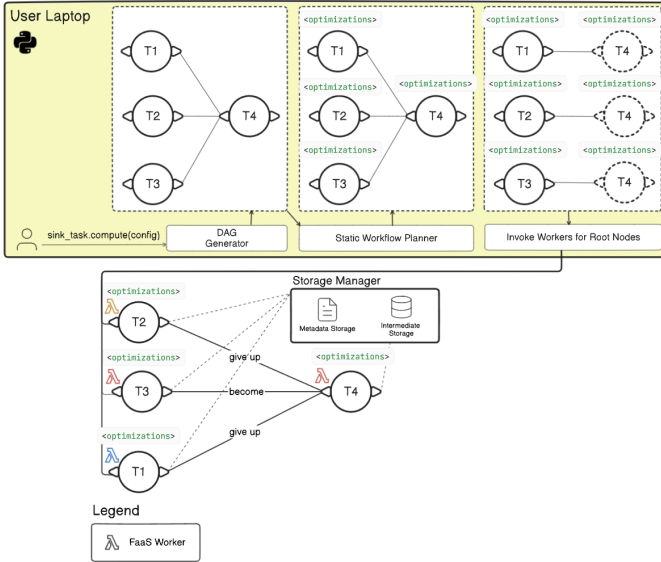 User Laptop
<optimizations>
<optimizations>
<optimizations>
T1
T1
T1
T4
<optimizations>
<optimizations>
<optimizations>
<optimizations>
T2
T4
T2
T4
T2
T4
<optimizations>
<optimizations>
<optimizations>
T3
T3
T3
T4
sink_task.compute(config)
DAG
Generator
Static Workflow Planner
Invoke Workers for Root Nodes
Storage Manager
<optimizations>
T2
Metadata Storage
Intermediate
Storage
give up
<optimizations>
<optimizations>
T3
become
T4
give up
<optimizations>
T1
Legend
FaaS Worker